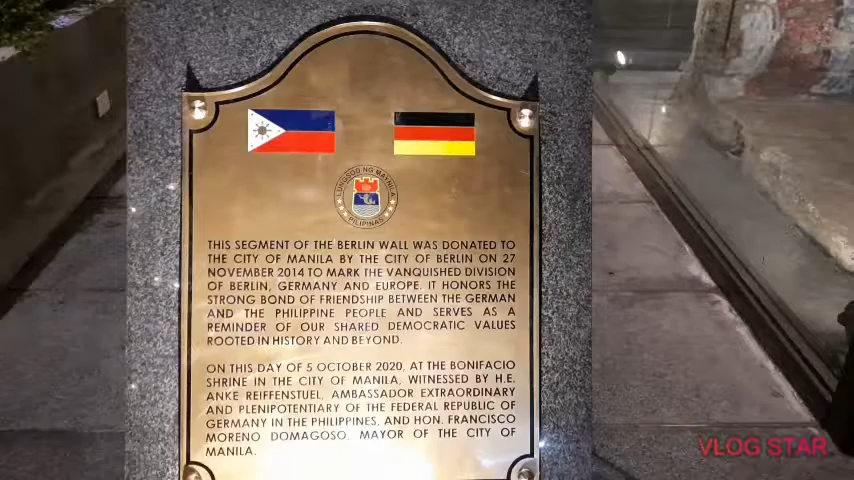 LUNGSOD NG MAYNILA
PILIPINAS
THIS SEGMENT OF THE BERLIN WALL WAS DONATED TO
THE CITY OF MANILA BY THE CITY OF BERLIN ON 27
NOVEMBER 2014 TO MARK THE VANQUISHED DIVISION
OF BERLIN, GERMANY AND EUROPE. IT HONORS THE
STRONG BOND OF FRIENDSHIP BETWEEN THE GERMAN
AND THE PHILIPPINE PEOPLE AND SERVES AS A
REMINDER OF OUR SHARED DEMOCRATIC VALUES
ROOTED IN HISTORY AND BEYOND.
ON THIS DAY OF 5 OCTOBER 2020, AT THE BONIFACIO
SHRINE IN THE CITY OF MANILA, WITNESSED BY H.E.
ANKE REIFFENSTUEL, AMBASSADOR EXTRAORDINARY
AND PLENIPOTENTIARY OF THE FEDERAL REPUBLIC OF
GERMANY IN THE PHILIPPINES, AND HON. FRANCISCO
MORENO DOMAGOSO, MAYOR OF THE CITY OF
MANILA.
VLOG STAR